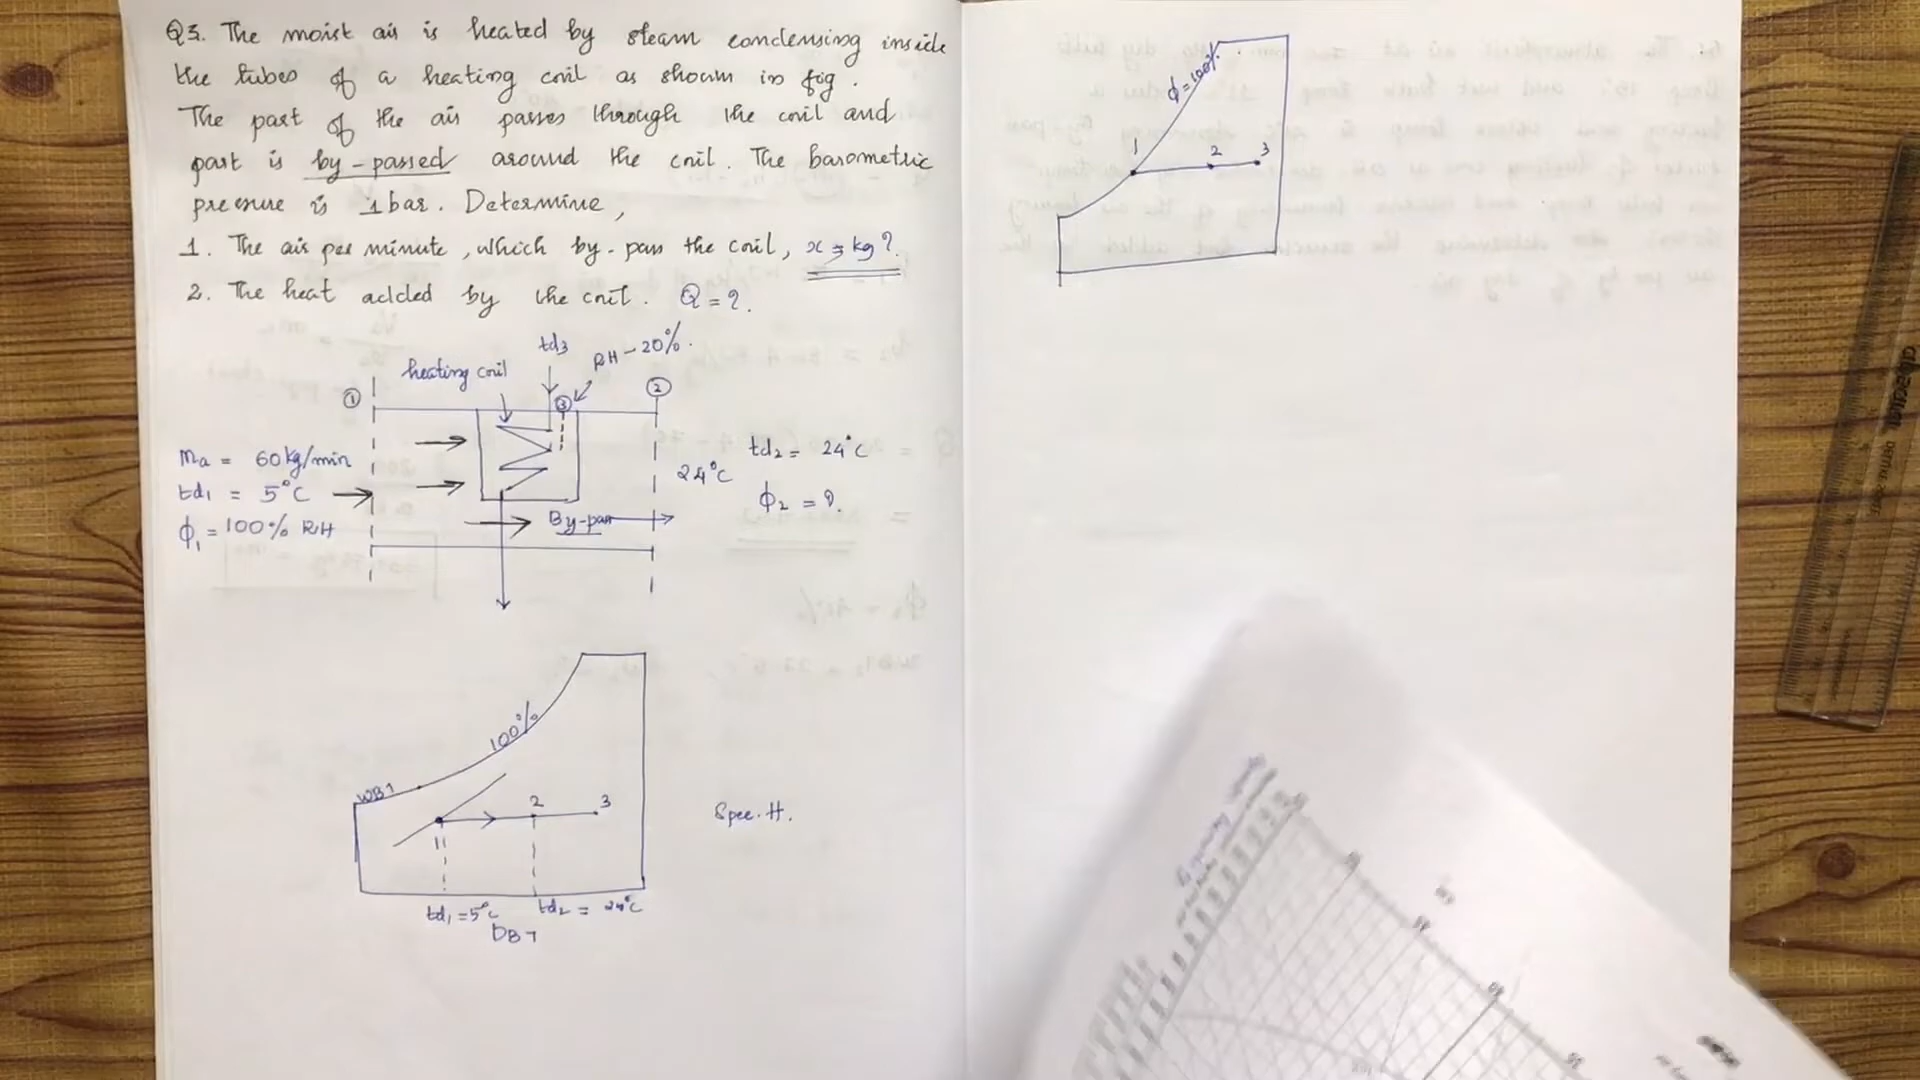 Q3. The moist air is heated by steam condensing inside
the tubes of a heating coil as shown in fig.
The part of the air passes through the coil and
part is by-passed around the coil. The barometric
pressure is 1 bar. Determine,
1. The air per minute, which by-pass the coil, x = kg?
2. The heat added by the coil. Q = ?.
td3
RH - 20%.
heating coil
①
③
②
ma = 60 kg/min
td1 = 5°C
ϕ1 = 100% RH
24°C
td2 = 24°C
ϕ2 = ?.
By-pass
100%
WBT
1
2
3
Spec. H.
td1 = 5°C
td2 = 24°C
DBT
ϕ = 100%
1
2
3